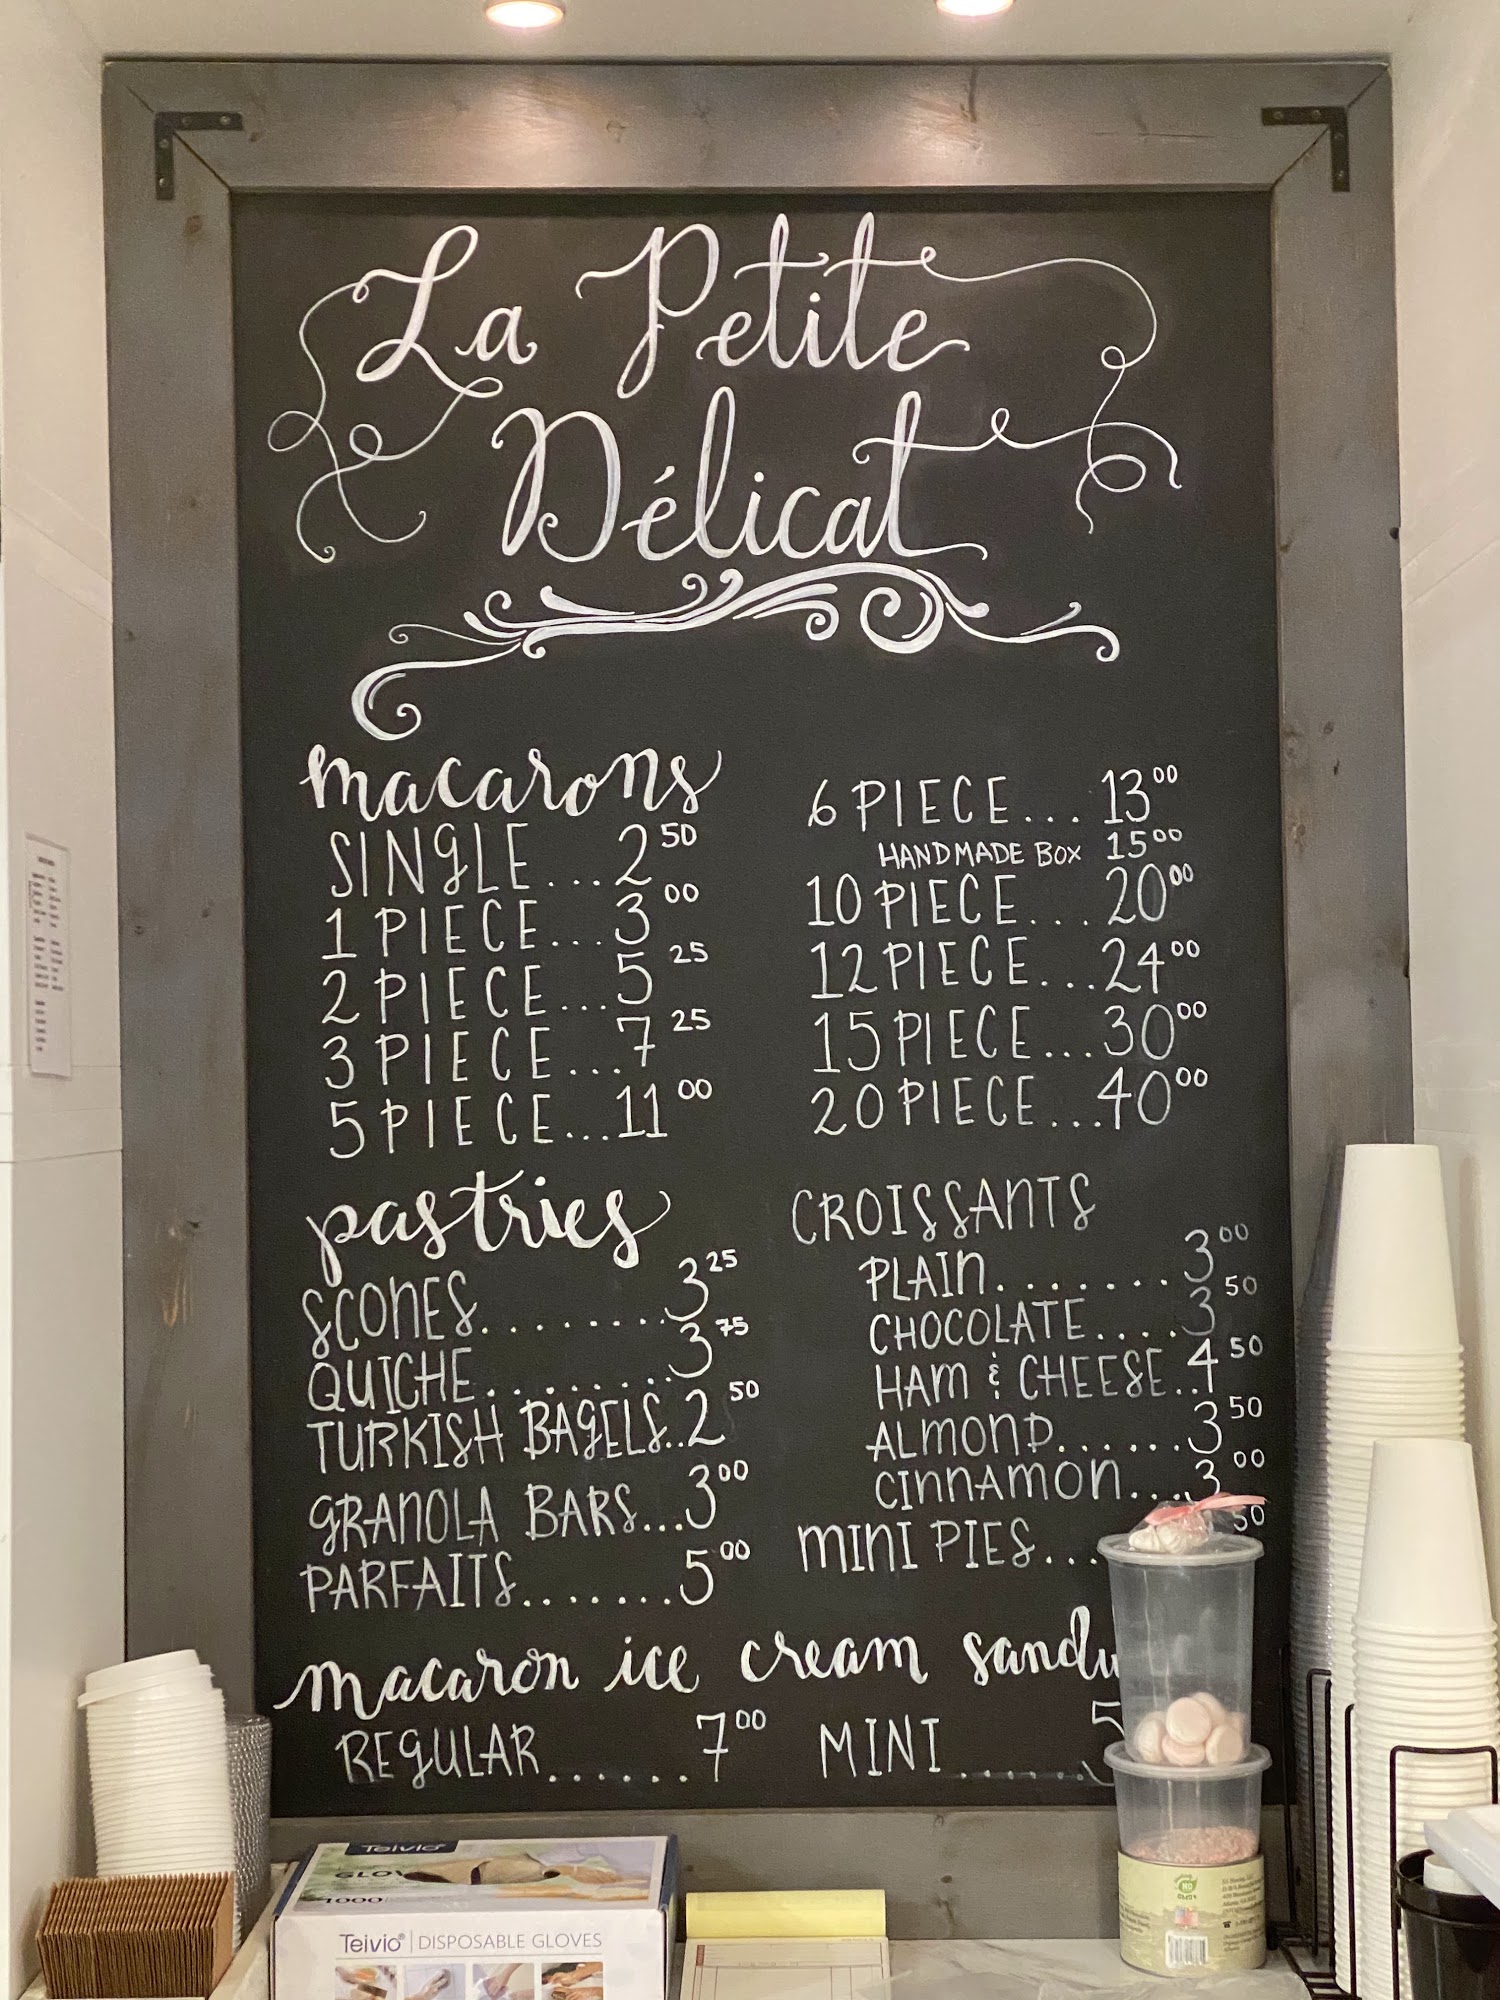 La Petite
Délicat
macarons
SINGLE...2 50
1 PIECE...3 00
2 PIECE...5 25
3 PIECE...7 25
5 PIECE...11 00
6 PIECE...13 00
HANDMADE BOX 15 00
10 PIECE...20 00
12 PIECE...24 00
15 PIECE...30 00
20 PIECE...40 00
pastries
SCONES........3 25
QUICHE........3 75
TURKISH BAGELS..2 50
GRANOLA BARS...3 00
PARFAITS.......5 00
CROISSANTS
PLAIN........3 00
CHOCOLATE....3 50
HAM & CHEESE..4 50
ALMOND......3 50
CINNAMON...3 00
MINI PIES... 50
macaron ice cream
REGULAR......7 00
MINI......5
Teivio
1000
Teivio® | DISPOSABLE GLOVES